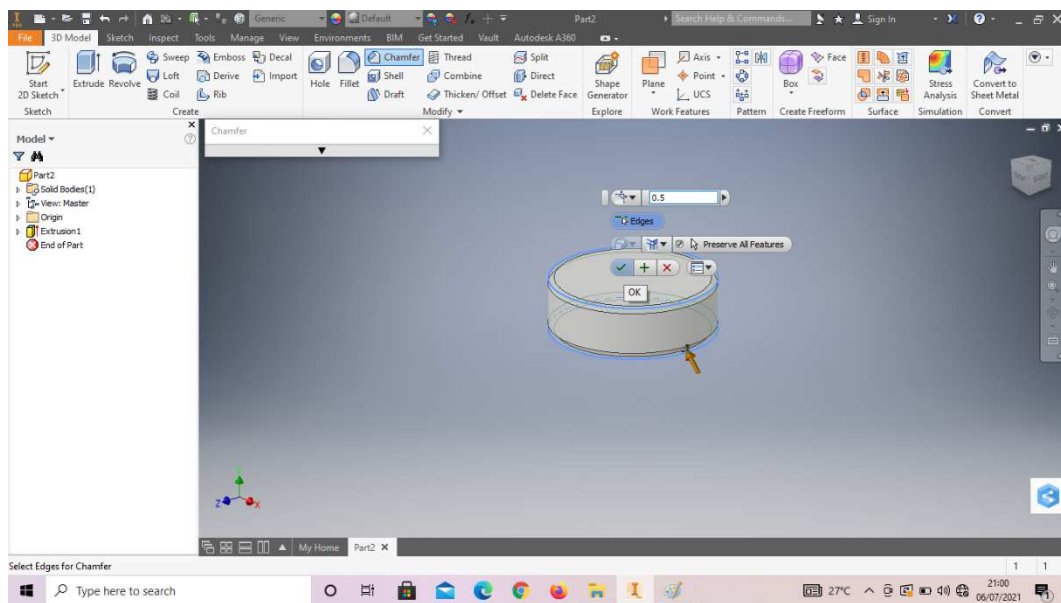 Generic Default Part2 Search Help & Commands... Sign In
File 3D Model Sketch Inspect Tools Manage View Environments BIM Get Started Vault Autodesk A360
Start 2D Sketch Extrude Revolve Sweep Loft Coil Emboss Derive Rib Decal Import Hole Fillet Chamfer Shell Draft Thread Combine Thicken/ Offset Split Direct Delete Face Shape Generator Plane Axis Point UCS Box Face Stress Analysis Convert to Sheet Metal
Sketch Create Modify Explore Work Features Pattern Create Freeform Surface Simulation Convert
Chamfer
Model
Part2
Solid Bodies(1)
View: Master
Origin
Extrusion1
End of Part
0.5
Edges
Preserve All Features
OK
Y
Z X
My Home Part2
Select Edges for Chamfer 1 1
Type here to search 27°C 21:00
06/07/2021